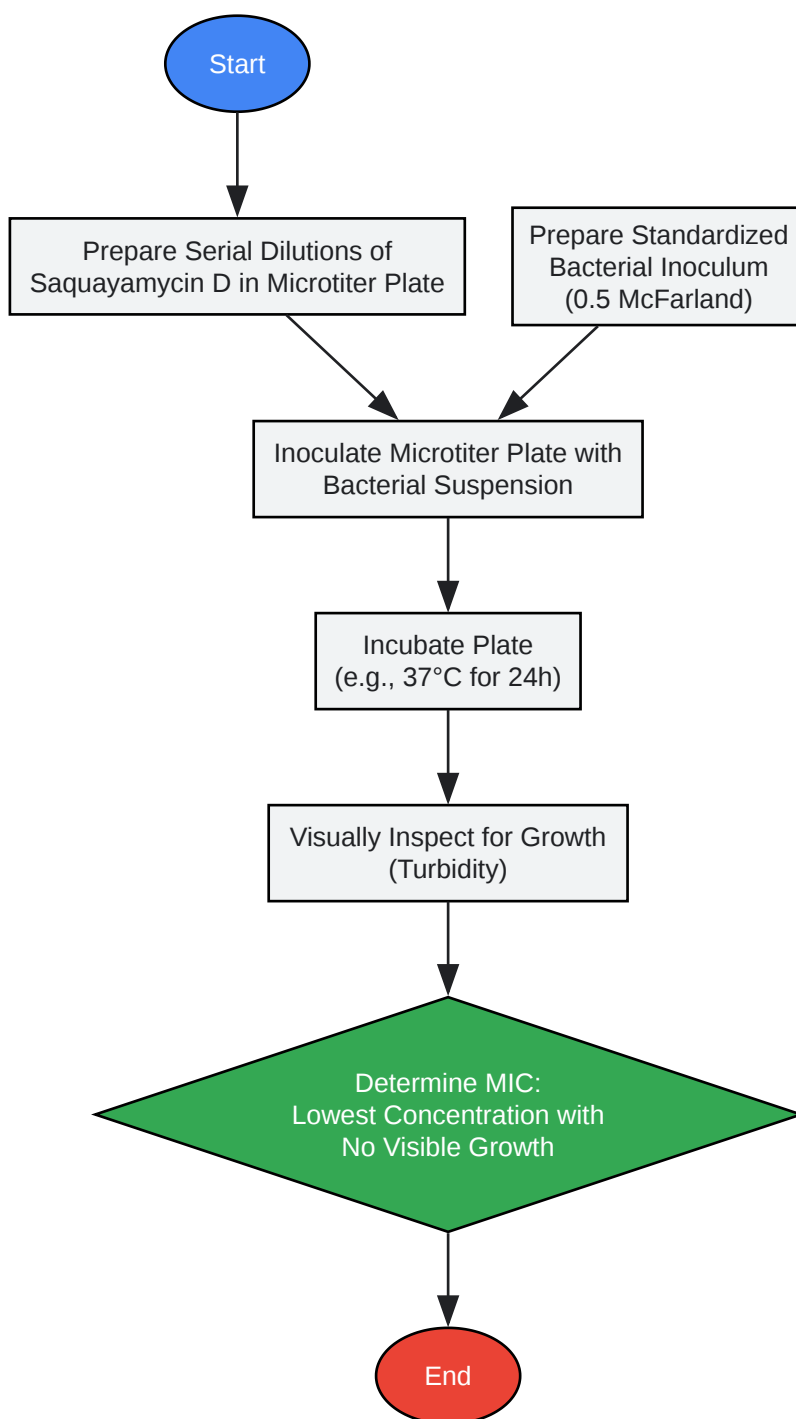 Start
Prepare Serial Dilutions of
Saquayamycin D in Microtiter Plate
Prepare Standardized
Bacterial Inoculum
(0.5 McFarland)
Inoculate Microtiter Plate with
Bacterial Suspension
Incubate Plate
(e.g., 37°C for 24h)
Visually Inspect for Growth
(Turbidity)
Determine MIC:
Lowest Concentration with
No Visible Growth
End